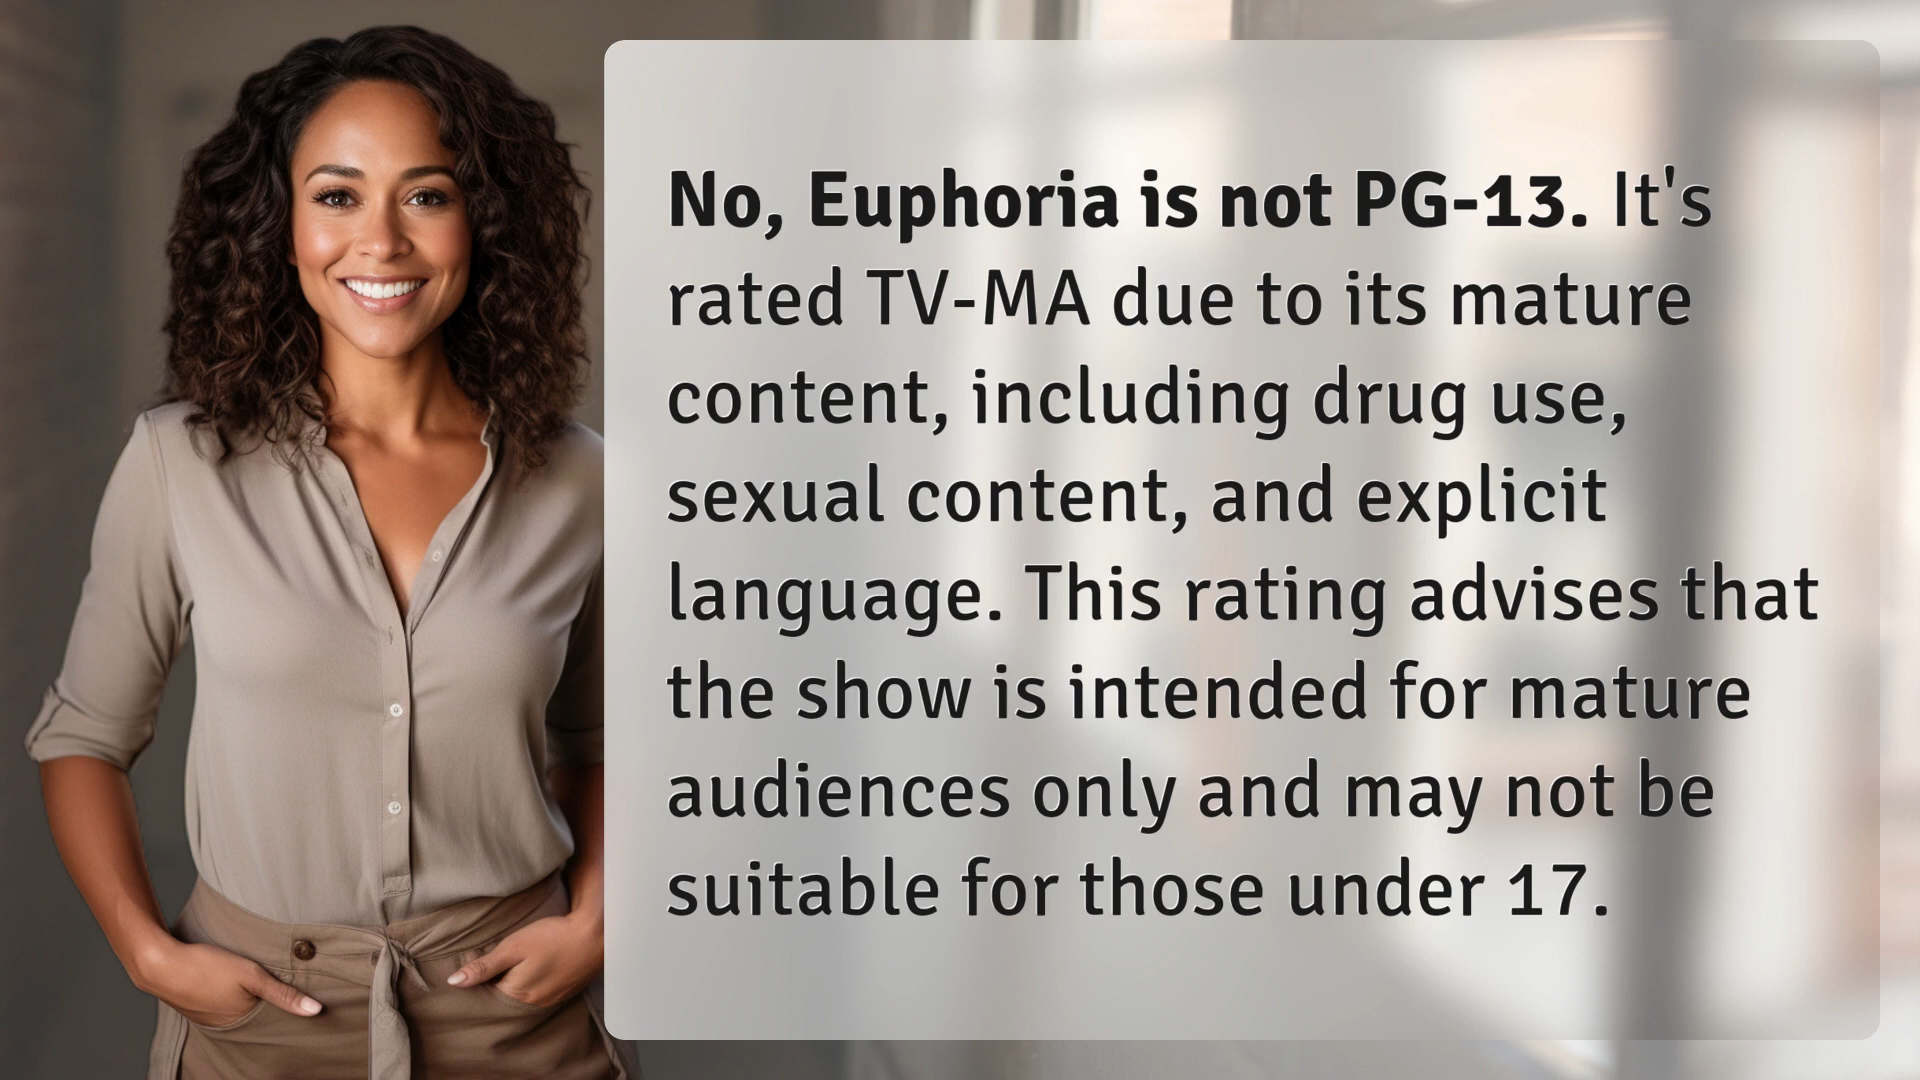 No, Euphoria is not PG-13. It's
rated TV-MA due to its mature
content, including drug use,
sexual content, and explicit
language. This rating advises that
the show is intended for mature
audiences only and may not be
suitable for those under 17.